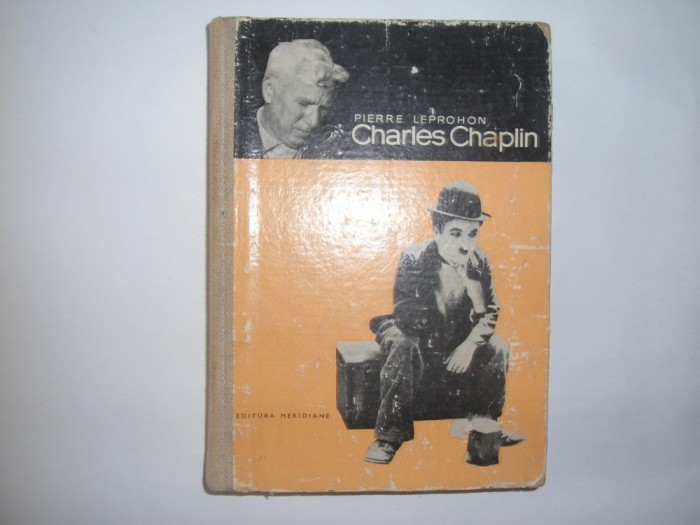 PIERRE LEPROHON
Charles Chaplin
EDITURA MERIDIANE